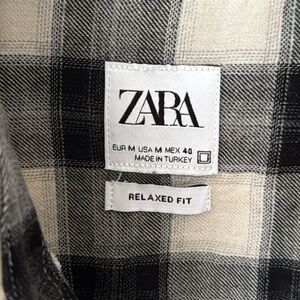 ZARA
EUR M USA M MEX 40
MADE IN TURKEY
RELAXED FIT